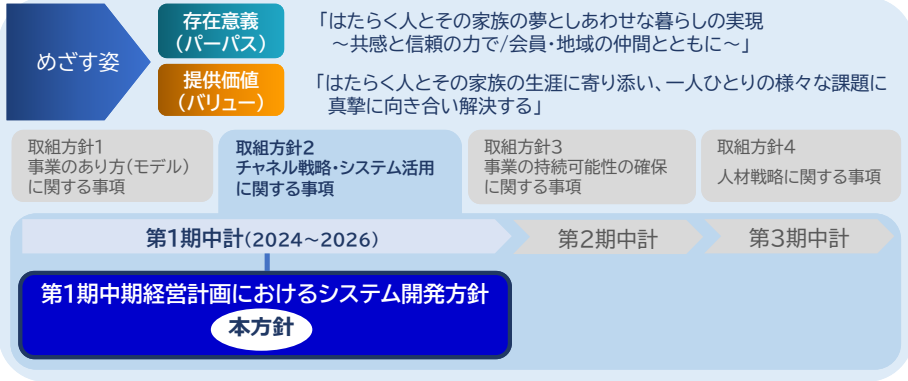 めざす姿
存在意義
(パーパス)
「はたらく人とその家族の夢としあわせな暮らしの実現
～共感と信頼の力で/会員・地域の仲間とともに～」
提供価値
(バリュー)
「はたらく人とその家族の生涯に寄り添い、一人ひとりの様々な課題に
真摯に向き合い解決する」
取組方針1
事業のあり方(モデル)
に関する事項
取組方針2
チャネル戦略・システム活用
に関する事項
取組方針3
事業の持続可能性の確保
に関する事項
取組方針4
人材戦略に関する事項
第1期中計(2024～2026)
第2期中計
第3期中計
第1期中期経営計画におけるシステム開発方針
本方針